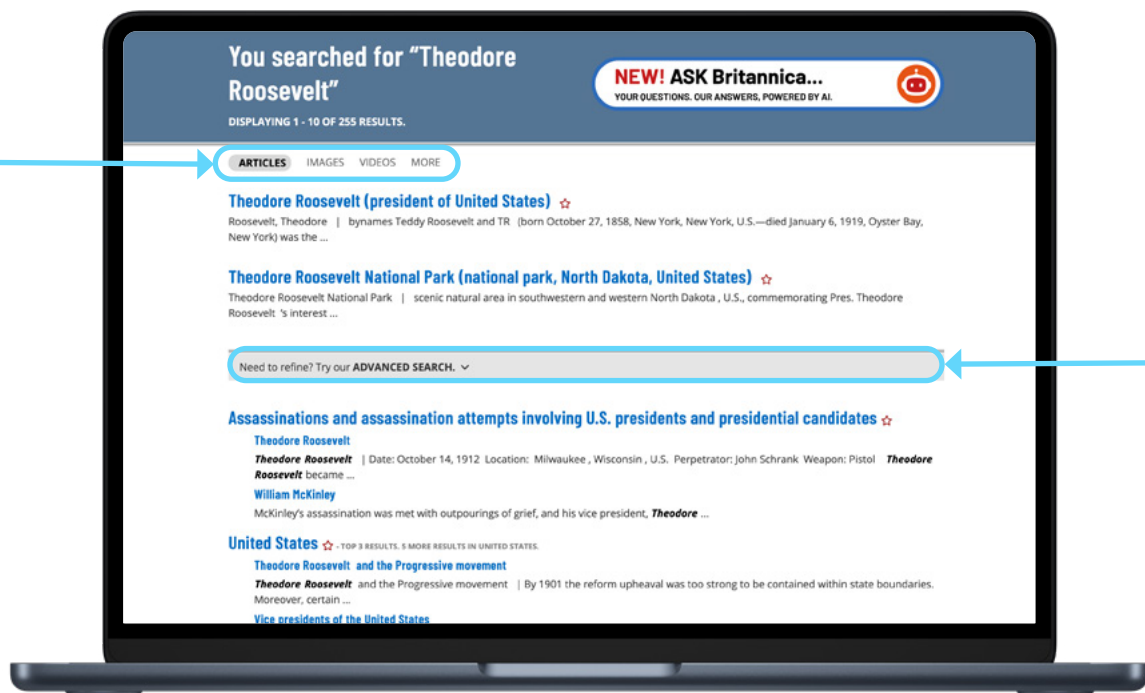 You searched for “Theodore
Roosevelt”
DISPLAYING 1 - 10 OF 255 RESULTS.
NEW! ASK Britannica...
YOUR QUESTIONS. OUR ANSWERS, POWERED BY AI.
ARTICLES IMAGES VIDEOS MORE
Theodore Roosevelt (president of United States)
Roosevelt, Theodore | bynames Teddy Roosevelt and TR (born October 27, 1858, New York, New York, U.S.—died January 6, 1919, Oyster Bay,
New York) was the ...
Theodore Roosevelt National Park (national park, North Dakota, United States)
Theodore Roosevelt National Park | scenic natural area in southwestern and western North Dakota , U.S., commemorating Pres. Theodore
Roosevelt 's interest ...
Need to refine? Try our ADVANCED SEARCH.
Assassinations and assassination attempts involving U.S. presidents and presidential candidates
Theodore Roosevelt
Theodore Roosevelt | Date: October 14, 1912 Location: Milwaukee , Wisconsin , U.S. Perpetrator: John Schrank Weapon: Pistol Theodore
Roosevelt became ...
William McKinley
McKinley's assassination was met with outpourings of grief, and his vice president, Theodore ...
United States - TOP 3 RESULTS. 5 MORE RESULTS IN UNITED STATES.
Theodore Roosevelt and the Progressive movement
Theodore Roosevelt and the Progressive movement | By 1901 the reform upheaval was too strong to be contained within state boundaries.
Moreover, certain ...
Vice presidents of the United States